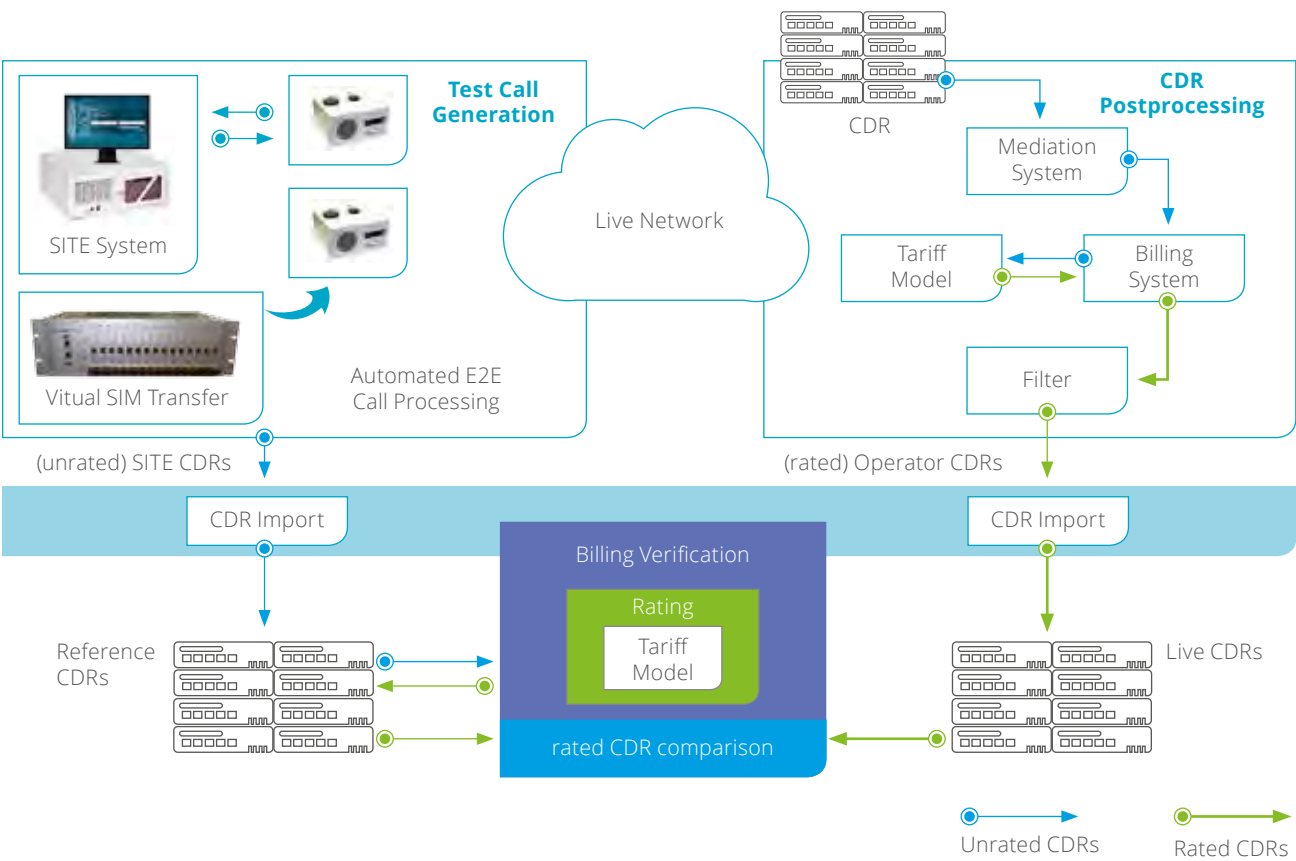 Test Call
Generation
SITE System
Vitual SIM Transfer
Automated E2E
Call Processing
Live Network
CDR
CDR
Postprocessing
Mediation
System
Tariff
Model
Billing
System
Filter
(unrated) SITE CDRs
(rated) Operator CDRs
CDR Import
CDR Import
Billing Verification
Rating
Tariff
Model
rated CDR comparison
Reference
CDRs
Live CDRs
Unrated CDRs
Rated CDRs